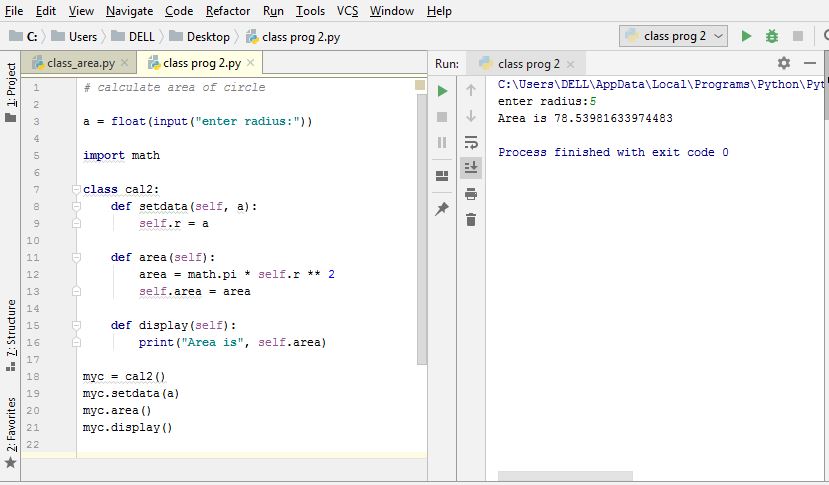 File Edit View Navigate Code Refactor Run Tools VCS Window Help
C: Users DELL Desktop class prog 2.py class prog 2
class_area.py class prog 2.py
Run: class prog 2
1: Project
7: Structure
2: Favorites
1 # calculate area of circle
2
3 a = float(input("enter radius:"))
4
5 import math
6
7 class cal2:
8 def setdata(self, a):
9 self.r = a
10
11 def area(self):
12 area = math.pi * self.r ** 2
13 self.area = area
14
15 def display(self):
16 print("Area is", self.area)
17
18 myc = cal2()
19 myc.setdata(a)
20 myc.area()
21 myc.display()
22
C:\Users\DELL\AppData\Local\Programs\Python\Pyt
enter radius:5
Area is 78.53981633974483
Process finished with exit code 0